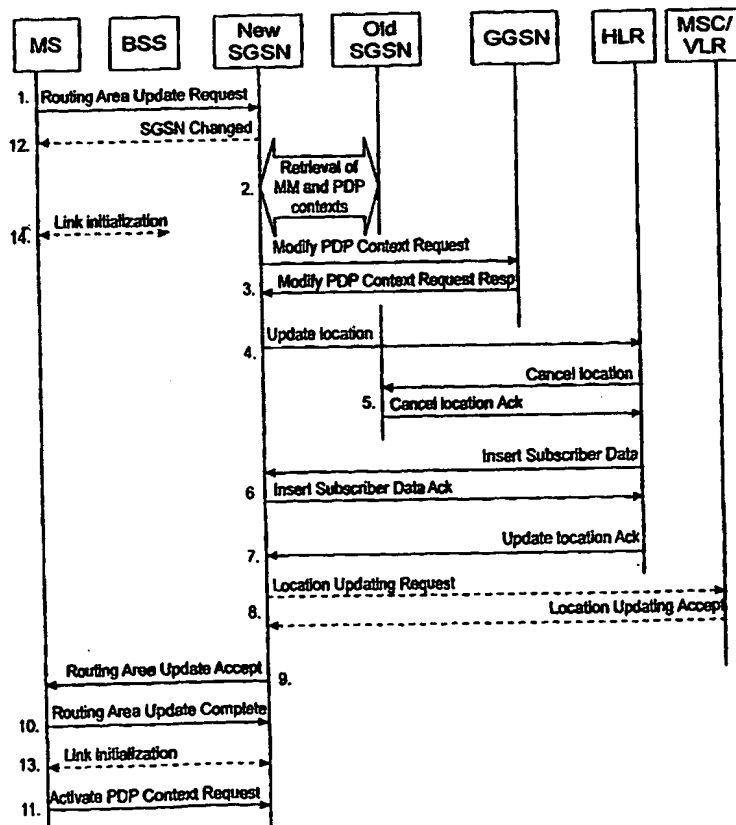 MS
BSS
New
SGSN
Old
SGSN
GGSN
HLR
MSC/
VLR
1. Routing Area Update Request
12. SGSN Changed
2. Retrieval of
MM and PDP
contexts
14. Link initialization
Modify PDP Context Request
3. Modify PDP Context Request Resp
4. Update location
Cancel location
5. Cancel location Ack
Insert Subscriber Data
6 Insert Subscriber Data Ack
7. Update location Ack
Location Updating Request
8. Location Updating Accept
Routing Area Update Accept 9.
10. Routing Area Update Complete
13. Link initialization
11. Activate PDP Context Request